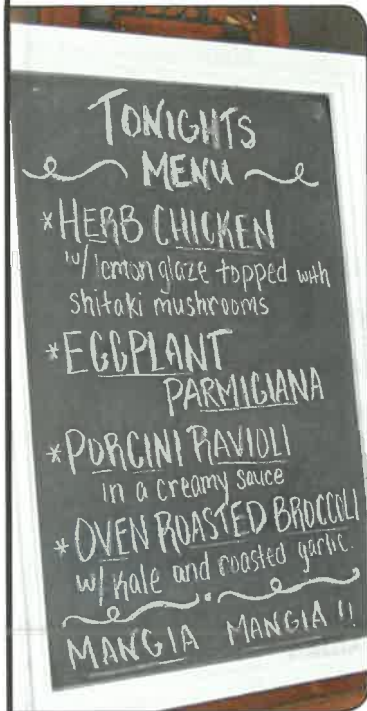 TONIGHTS
MENU
*HERB CHICKEN
w/ lemon glaze topped with
shitaki mushrooms
*EGGPLANT
PARMIGIANA
*PORCINI RAVIOLI
in a creamy sauce
*OVEN ROASTED BROCCOLI
w/ kale and roasted garlic.
MANGIA MANGIA !!